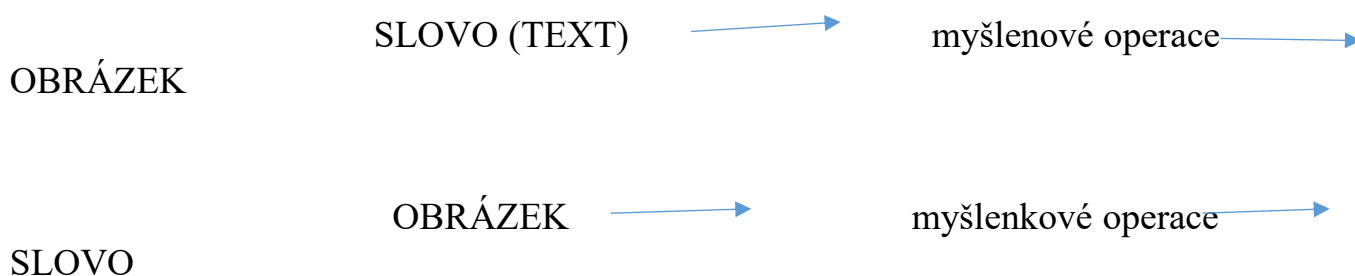 SLOVO (TEXT) myšlenové operace
OBRÁZEK
OBRÁZEK myšlenkové operace
SLOVO